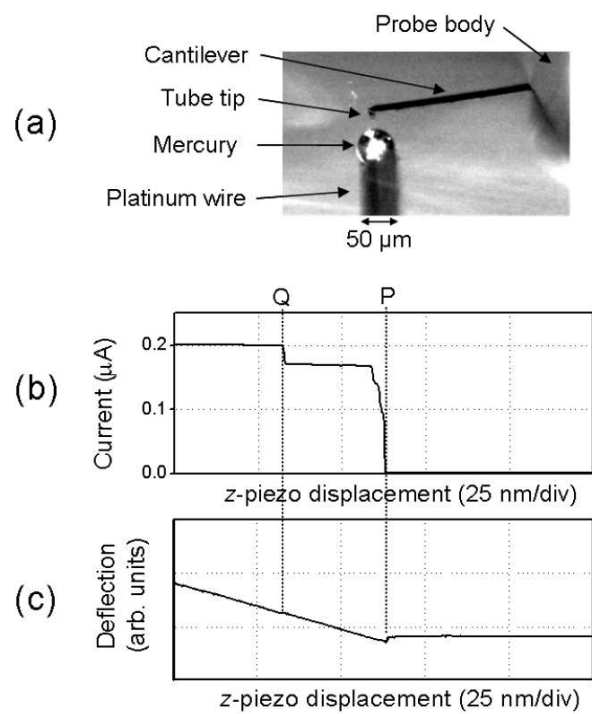 Probe body
Cantilever
Tube tip
(a)
Mercury
Platinum wire
50 μm
Q P
0.2
(b)
Current (μA)
0.1
0.0
z-piezo displacement (25 nm/div)
(c)
Deflection
(arb. units)
z-piezo displacement (25 nm/div)